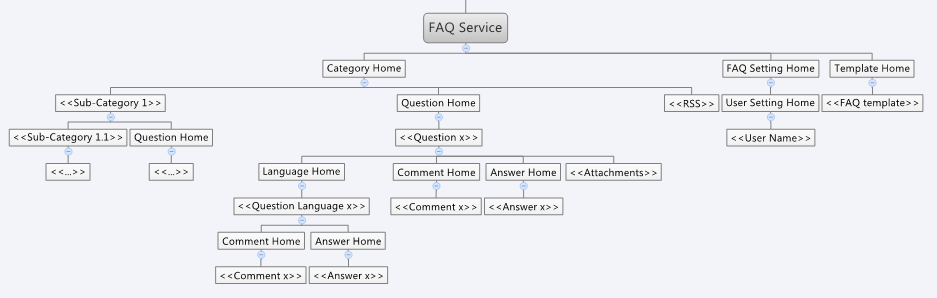 FAQ Service
Category Home
FAQ Setting Home
Template Home
<<Sub-Category 1>>
Question Home
<<RSS>>
User Setting Home
<<FAQ template>>
<<Sub-Category 1.1>>
Question Home
<<Question x>>
<<User Name>>
<<...>>
<<...>>
Language Home
Comment Home
Answer Home
<<Attachments>>
<<Question Language x>>
<<Comment x>>
<<Answer x>>
Comment Home
Answer Home
<<Comment x>>
<<Answer x>>